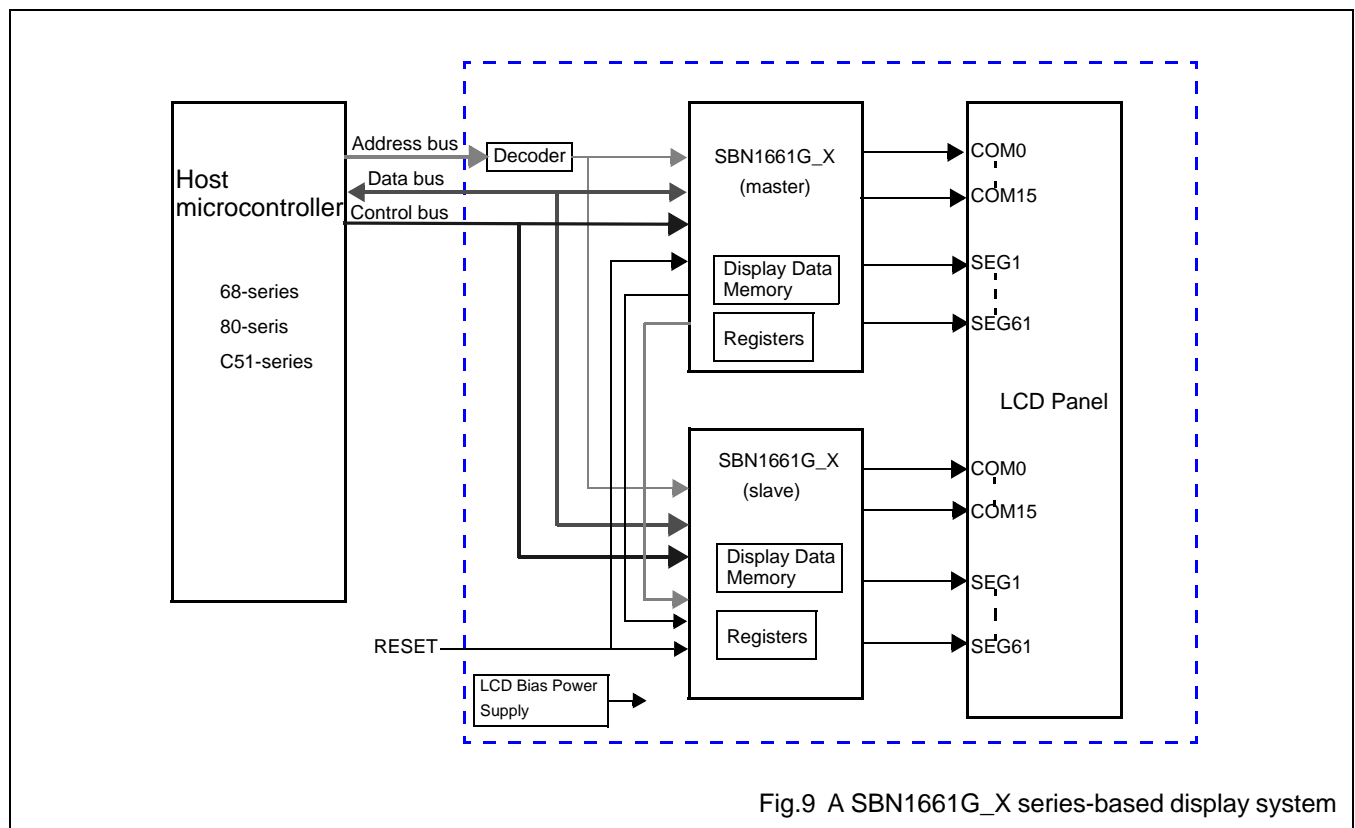 Host
microcontroller
68-series
80-seris
C51-series
Address bus
Data bus
Control bus
Decoder
SBN1661G_X
(master)
Display Data
Memory
Registers
COM0
COM15
SEG1
SEG61
LCD Panel
SBN1661G_X
(slave)
Display Data
Memory
Registers
COM0
COM15
SEG1
SEG61
RESET
LCD Bias Power
Supply
Fig.9 A SBN1661G_X series-based display system